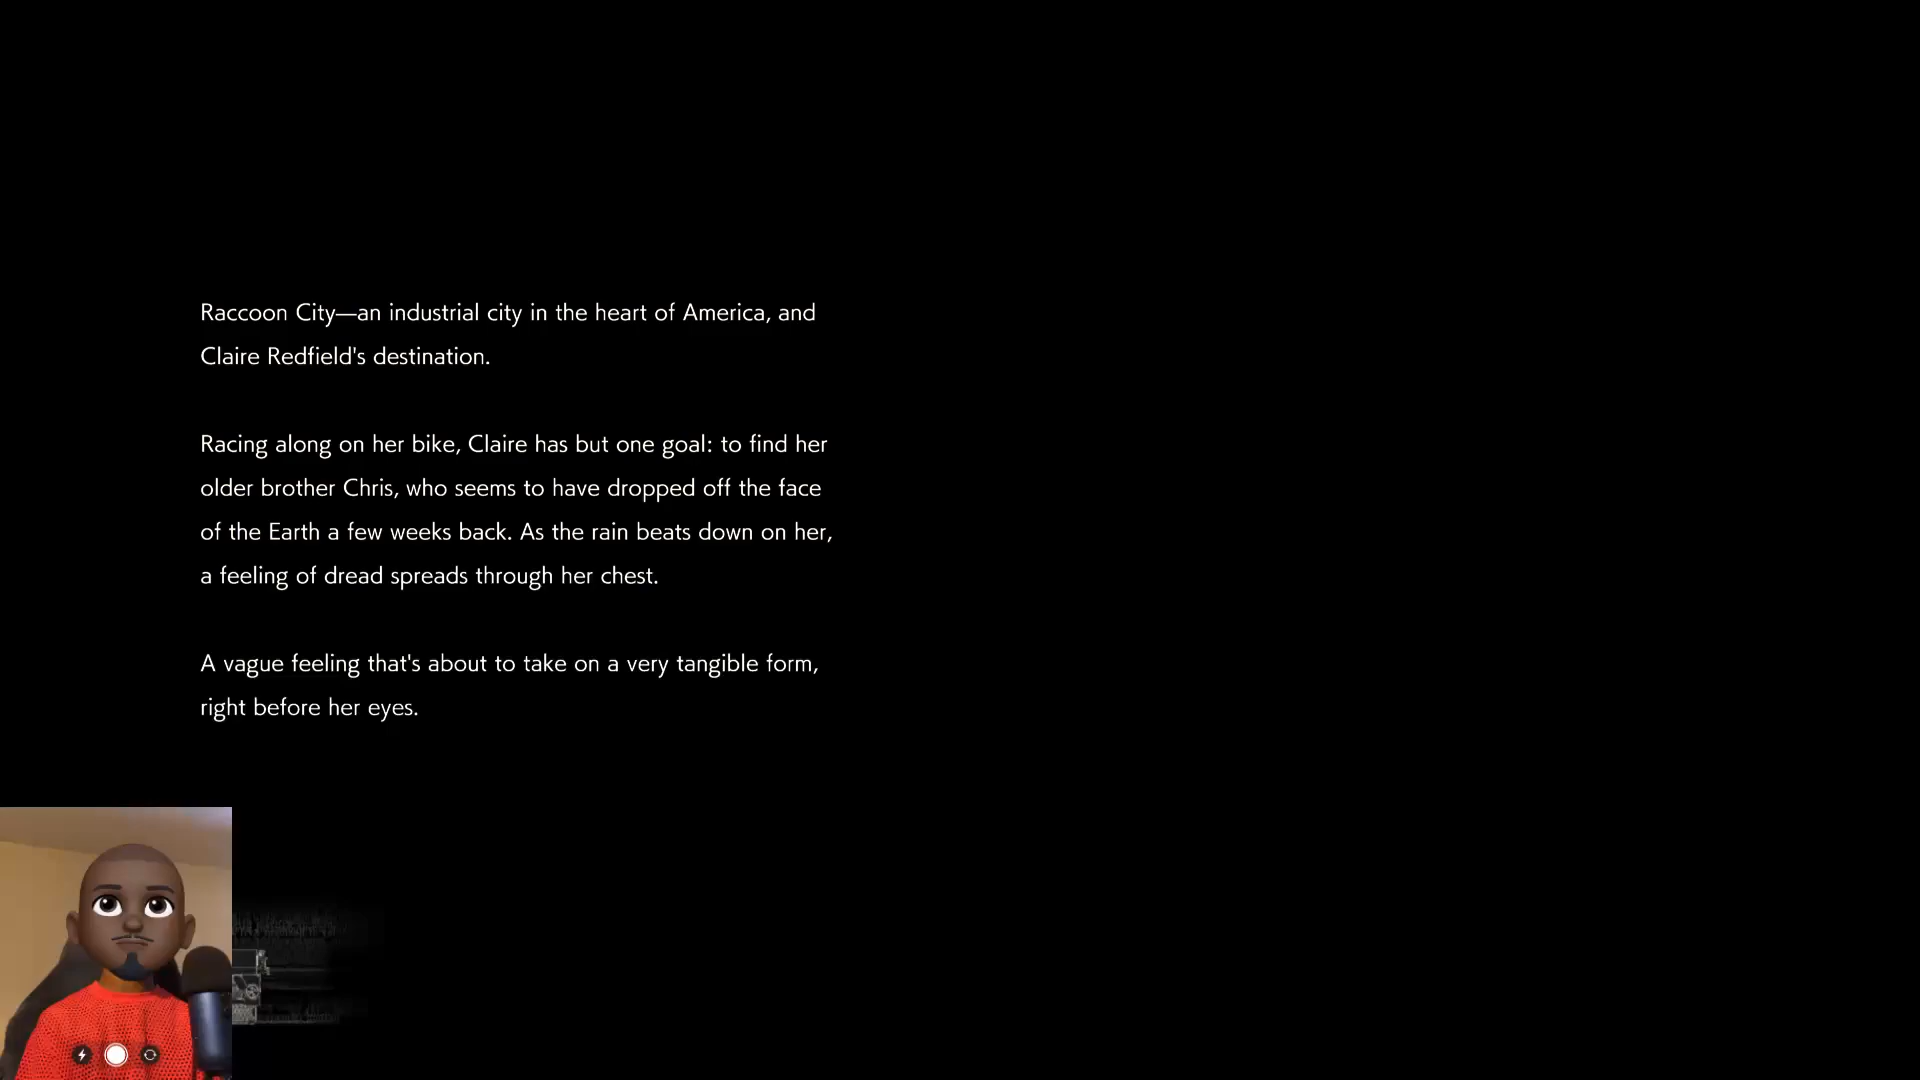 Raccoon City—an industrial city in the heart of America, and
Claire Redfield's destination.
Racing along on her bike, Claire has but one goal: to find her
older brother Chris, who seems to have dropped off the face
of the Earth a few weeks back. As the rain beats down on her,
a feeling of dread spreads through her chest.
A vague feeling that's about to take on a very tangible form,
right before her eyes.